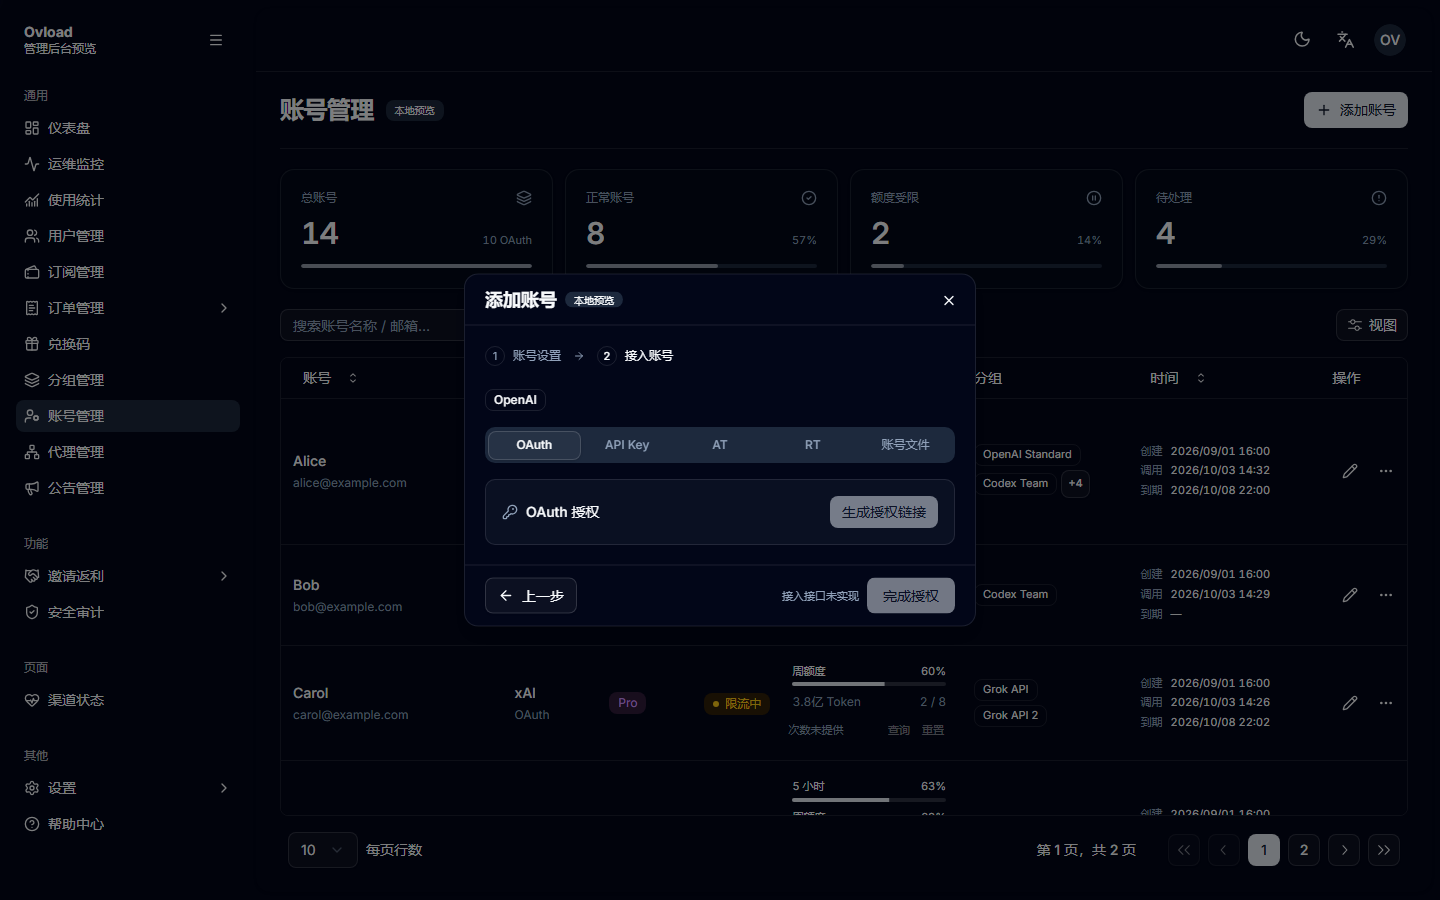 Ovload
管理后台预览
OV
通用
仪表盘
运维监控
使用统计
用户管理
订阅管理
订单管理
兑换码
分组管理
账号管理
代理管理
公告管理
功能
邀请返利
安全审计
页面
渠道状态
其他
设置
帮助中心
账号管理
本地预览
添加账号
总账号
14
10 OAuth
正常账号
8
57%
额度受限
2
14%
待处理
4
29%
搜索账号名称 / 邮箱...
视图
账号
分组
时间
操作
Alice
alice@example.com
OpenAI Standard
Codex Team
+4
创建 2026/09/01 16:00
调用 2026/10/03 14:32
到期 2026/10/08 22:00
Bob
bob@example.com
Codex Team
创建 2026/09/01 16:00
调用 2026/10/03 14:29
到期 —
Carol
carol@example.com
xAI
OAuth
Pro
限流中
周额度 60%
3.8亿 Token 2 / 8
次数未提供 查询 重置
Grok API
Grok API 2
创建 2026/09/01 16:00
调用 2026/10/03 14:26
到期 2026/10/08 22:02
5 小时 63%
创建 2026/09/01 16:00
10
每页行数
第 1 页，共 2 页
1
2
添加账号
本地预览
1 账号设置
2 接入账号
OpenAI
OAuth
API Key
AT
RT
账号文件
OAuth 授权
生成授权链接
上一步
接入接口未实现
完成授权